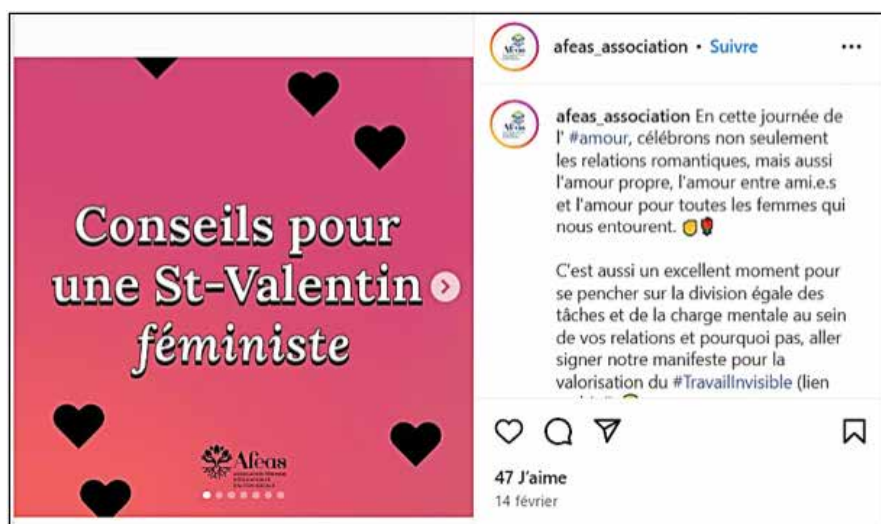 Conseils pour
une St-Valentin
féministe
Afeas
afeas_association • Suivre
afeas_association En cette journée de
l' #amour, célébrons non seulement
les relations romantiques, mais aussi
l'amour propre, l'amour entre ami.e.s
et l'amour pour toutes les femmes qui
nous entourent.
C'est aussi un excellent moment pour
se pencher sur la division égale des
tâches et de la charge mentale au sein
de vos relations et pourquoi pas, aller
signer notre manifeste pour la
valorisation du #TravailInvisible (lien
47 J'aime
14 février